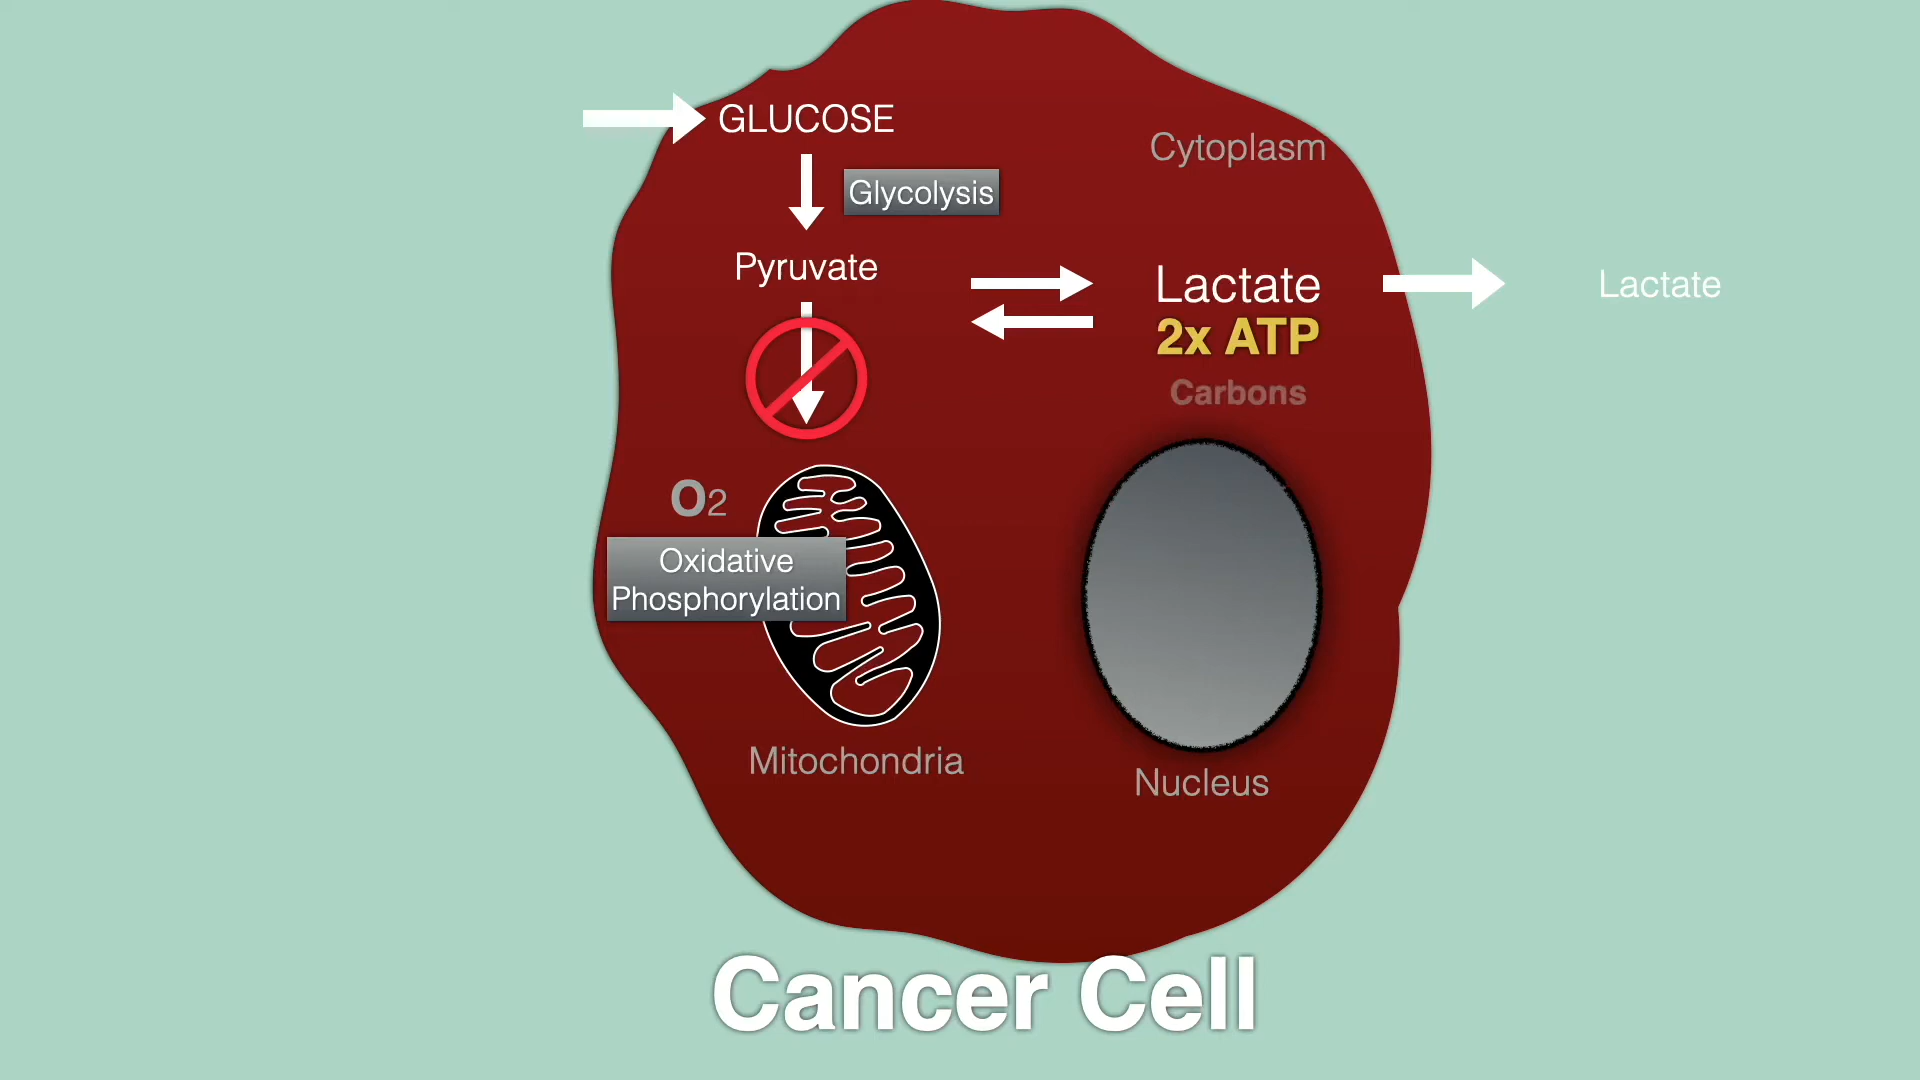 GLUCOSE
Cytoplasm
Glycolysis
Pyruvate
Lactate
Lactate
2x ATP
Carbons
O2
Oxidative
Phosphorylation
Mitochondria
Nucleus
Cancer Cell